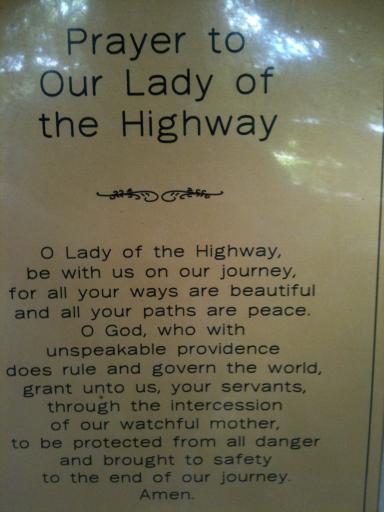 Prayer to
Our Lady of
the Highway
O Lady of the Highway,
be with us on our journey,
for all your ways are beautiful
and all your paths are peace.
O God, who with
unspeakable providence
does rule and govern the world,
grant unto us, your servants,
through the intercession
of our watchful mother,
to be protected from all danger
and brought to safety
to the end of our journey.
Amen.